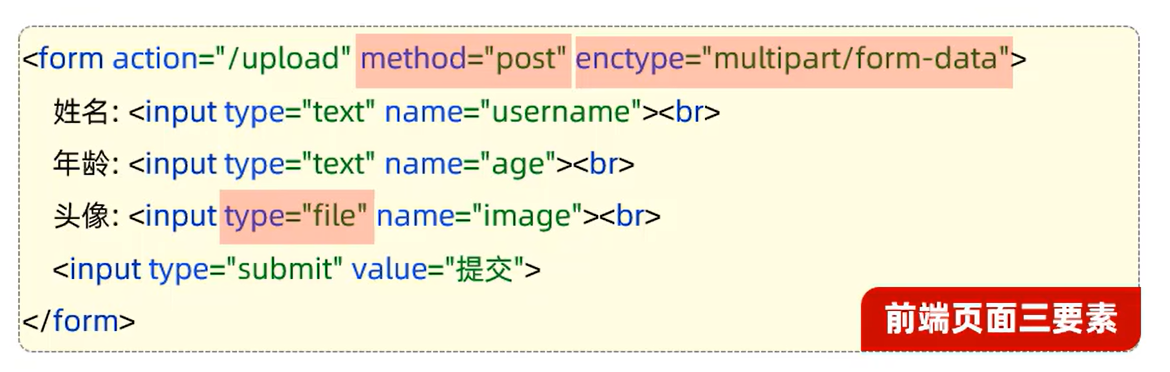 <form action="/upload" method="post" enctype="multipart/form-data">
姓名: <input type="text" name="username"><br>
年龄: <input type="text" name="age"><br>
头像: <input type="file" name="image"><br>
<input type="submit" value="提交">
</form>
前端页面三要素